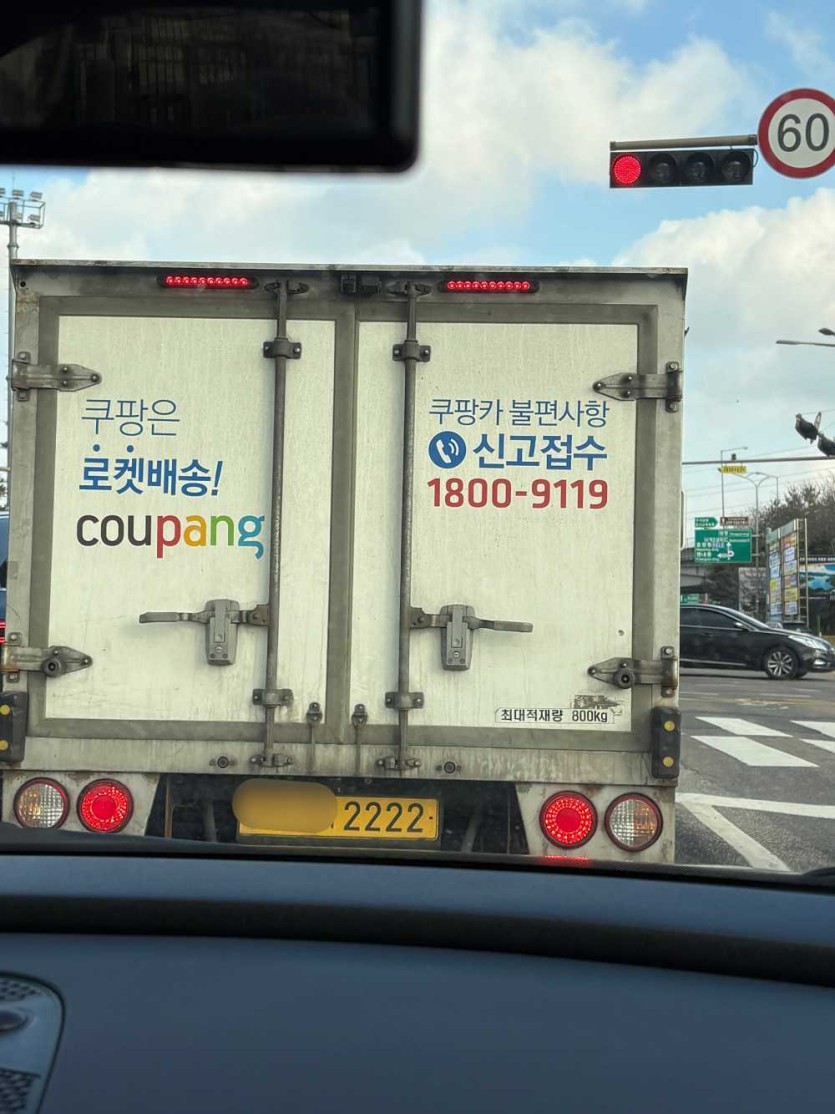 60
쿠팡은
로켓배송!
coupang
쿠팡카 불편사항
신고접수
1800-9119
최대적재량 800kg
2222